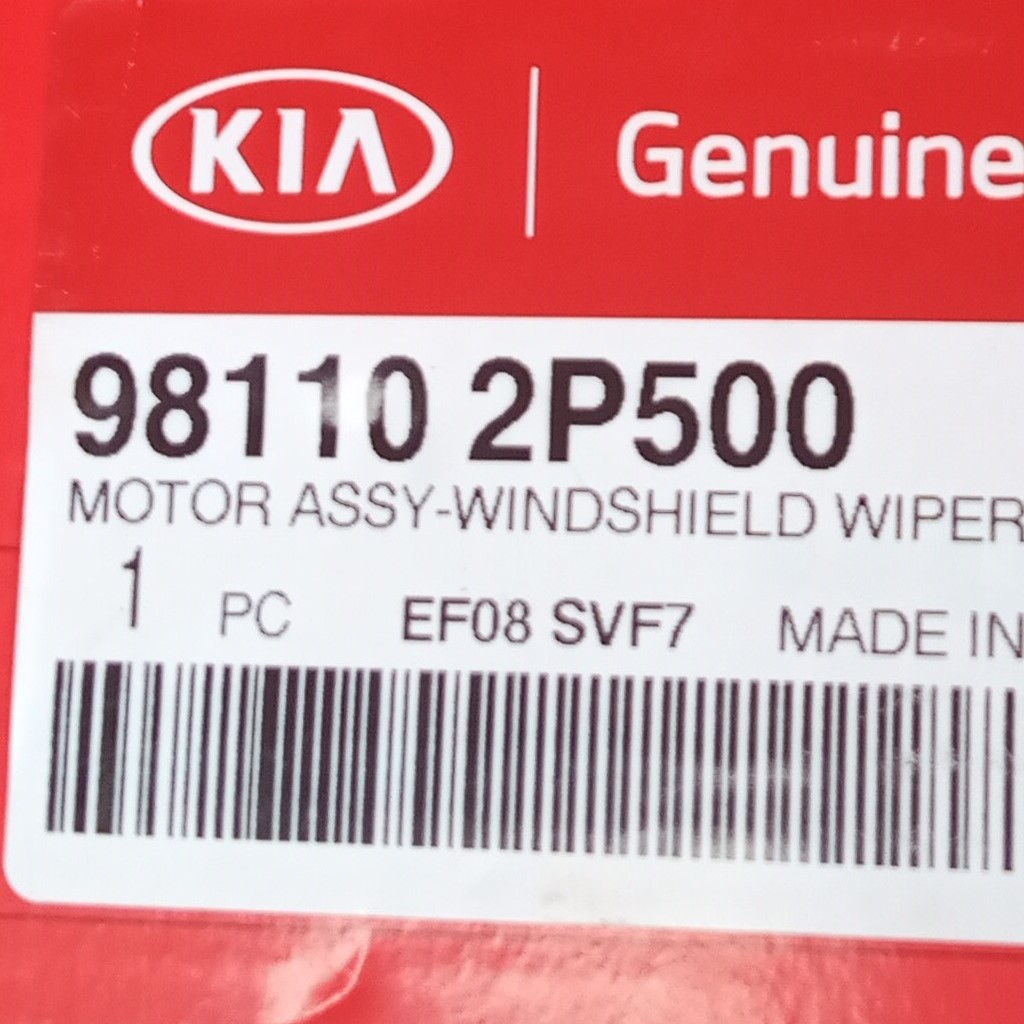 KIA Genuine
98110 2P500
MOTOR ASSY-WINDSHIELD WIPER
1 PC EF08 SVF7 MADE IN